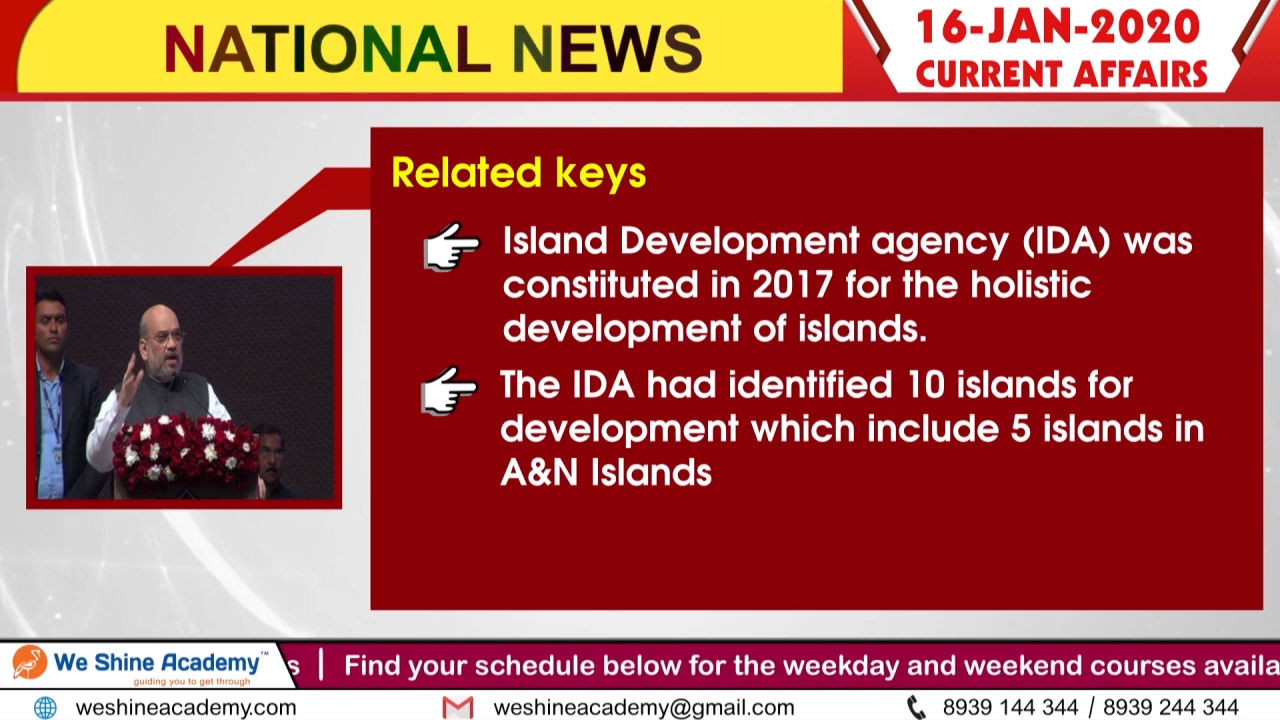 NATIONAL NEWS
16-JAN-2020
CURRENT AFFAIRS
Related keys
Island Development agency (IDA) was
constituted in 2017 for the holistic
development of islands.
The IDA had identified 10 islands for
development which include 5 islands in
A&N Islands
We Shine Academy™
guiding you to get through
s | Find your schedule below for the weekday and weekend courses availa
weshineacademy.com
weshineacademy@gmail.com
8939 144 344 / 8939 244 344